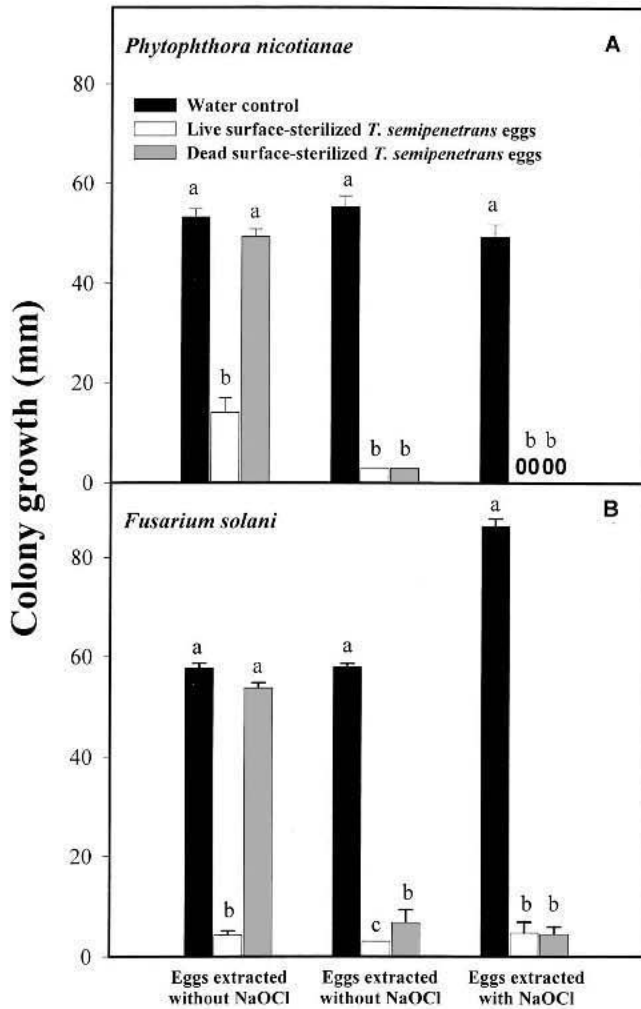 Phytophthora nicotianae
A
80
Water control
Live surface-sterilized T. semipenetrans eggs
Dead surface-sterilized T. semipenetrans eggs
60
a
a
a
a
40
20
b
b b
b b
0
00 00
Colony growth (mm)
Fusarium solani
B
80
a
60
a
a
a
40
20
b
c
b
b b
0
Eggs extracted
without NaOCl
Eggs extracted
without NaOCl
Eggs extracted
with NaOCl